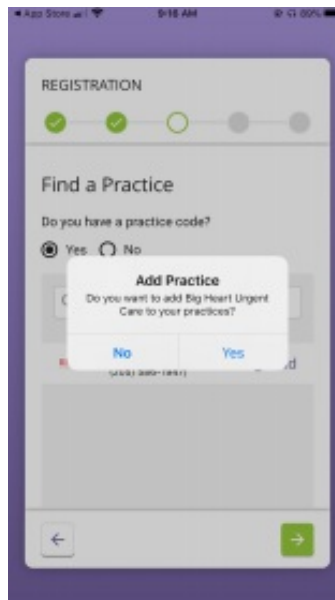 App Store 9:16 AM 89%
REGISTRATION
Find a Practice
Do you have a practice code?
Yes No
Add Practice
Do you want to add Big Heart Urgent
Care to your practices?
No Yes